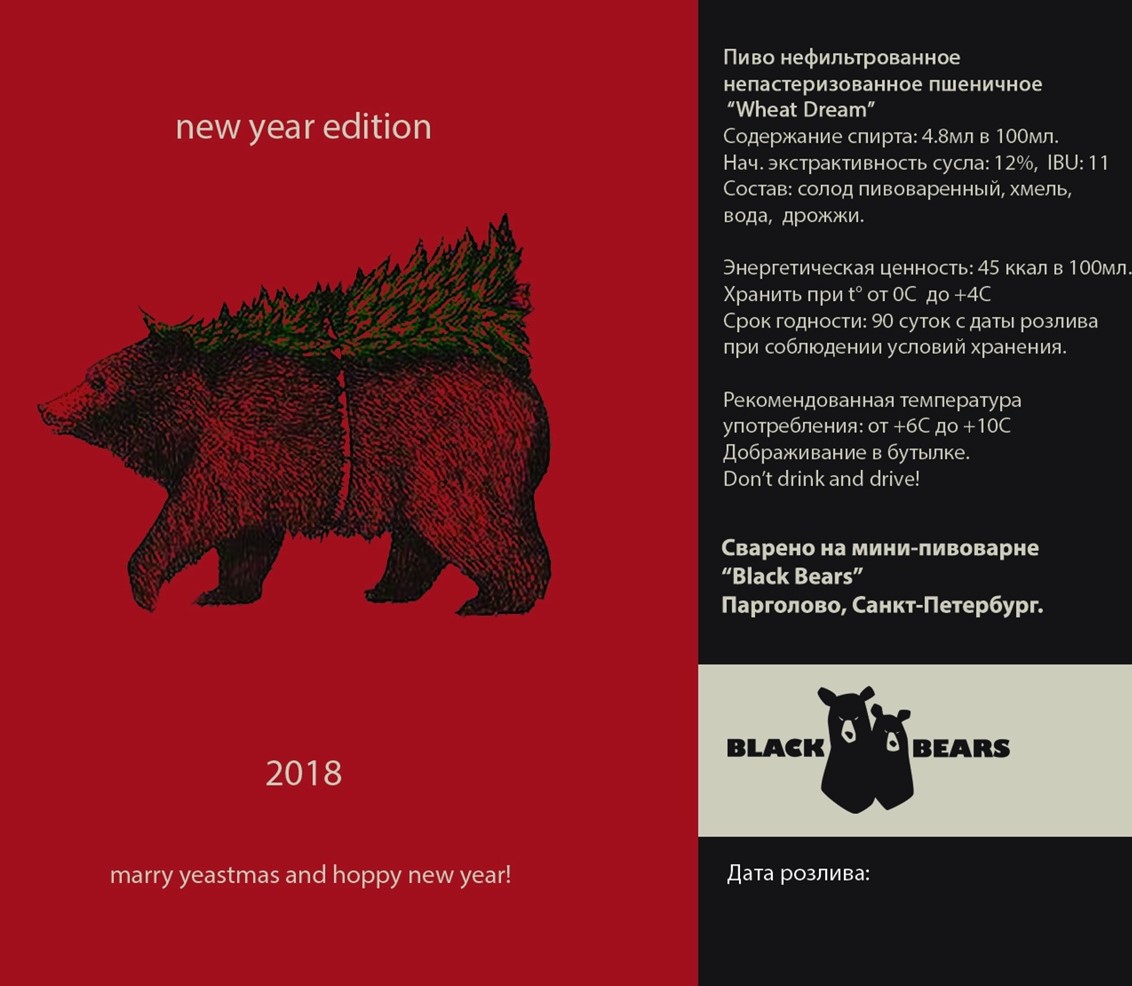 new year edition
2018
marry yeastmas and hoppy new year!
Пиво нефильтрованное
непастеризованное пшеничное
“Wheat Dream”
Содержание спирта: 4.8мл в 100мл.
Нач. экстрактивность сусла: 12%, IBU: 11
Состав: солод пивоваренный, хмель,
вода, дрожжи.
Энергетическая ценность: 45 ккал в 100мл.
Хранить при t° от 0С до +4С
Срок годности: 90 суток с даты розлива
при соблюдении условий хранения.
Рекомендованная температура
употребления: от +6С до +10С
Дображивание в бутылке.
Don’t drink and drive!
Сварено на мини-пивоварне
“Black Bears”
Парголово, Санкт-Петербург.
BLACK BEARS
Дата розлива: